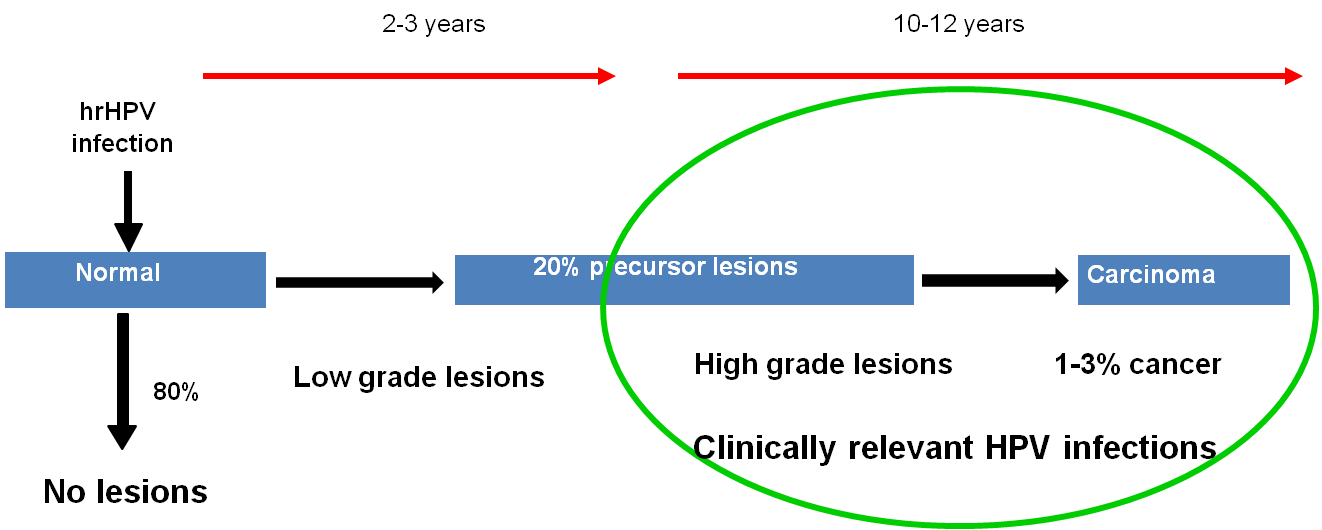 2-3 years
10-12 years
hrHPV
infection
Normal
20% precursor lesions
Carcinoma
Low grade lesions
High grade lesions
1-3% cancer
80%
Clinically relevant HPV infections
No lesions